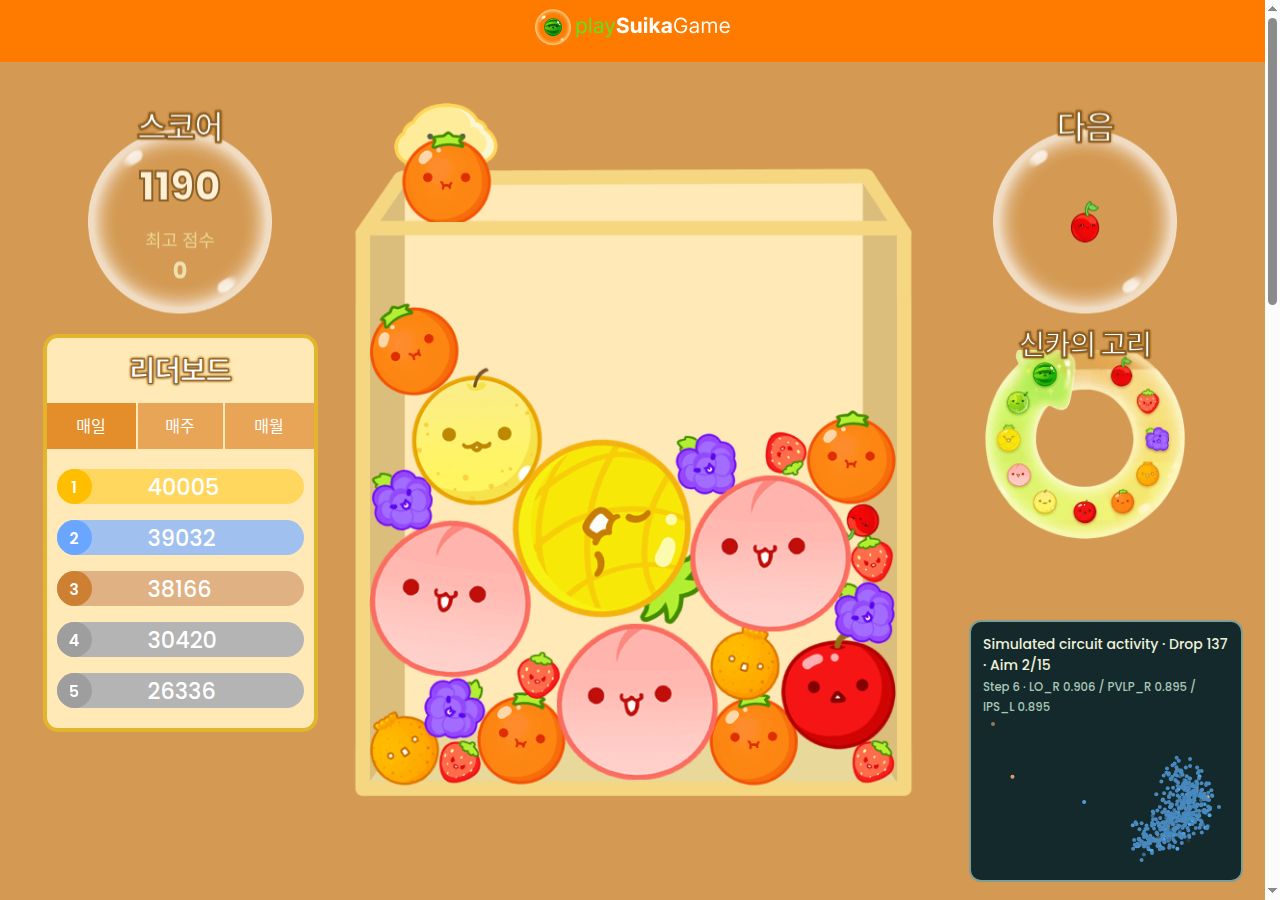 playSuikaGame
스코어
1190
최고 점수
0
리더보드
매일 매주 매월
1 40005
2 39032
3 38166
4 30420
5 26336
다음
신카의 고리
Simulated circuit activity · Drop 137
· Aim 2/15
Step 6 · LO_R 0.906 / PVLP_R 0.895 /
IPS_L 0.895